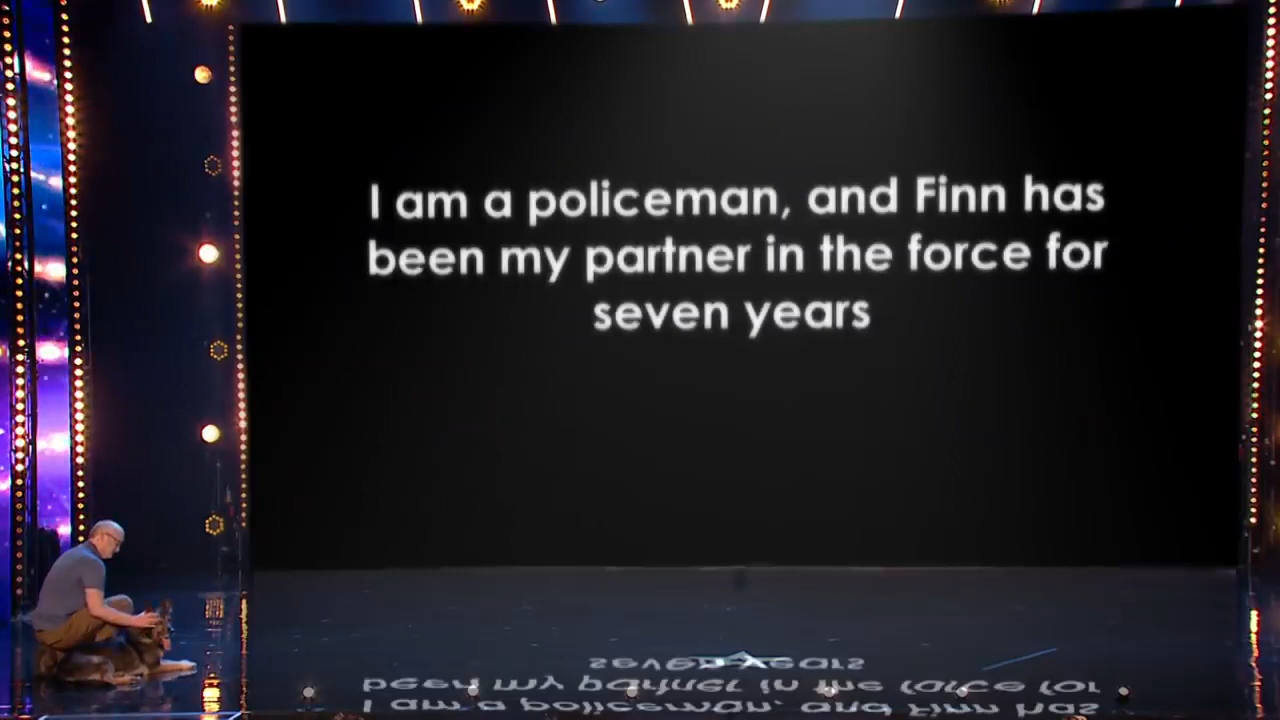 I am a policeman, and Finn has
been my partner in the force for
seven years